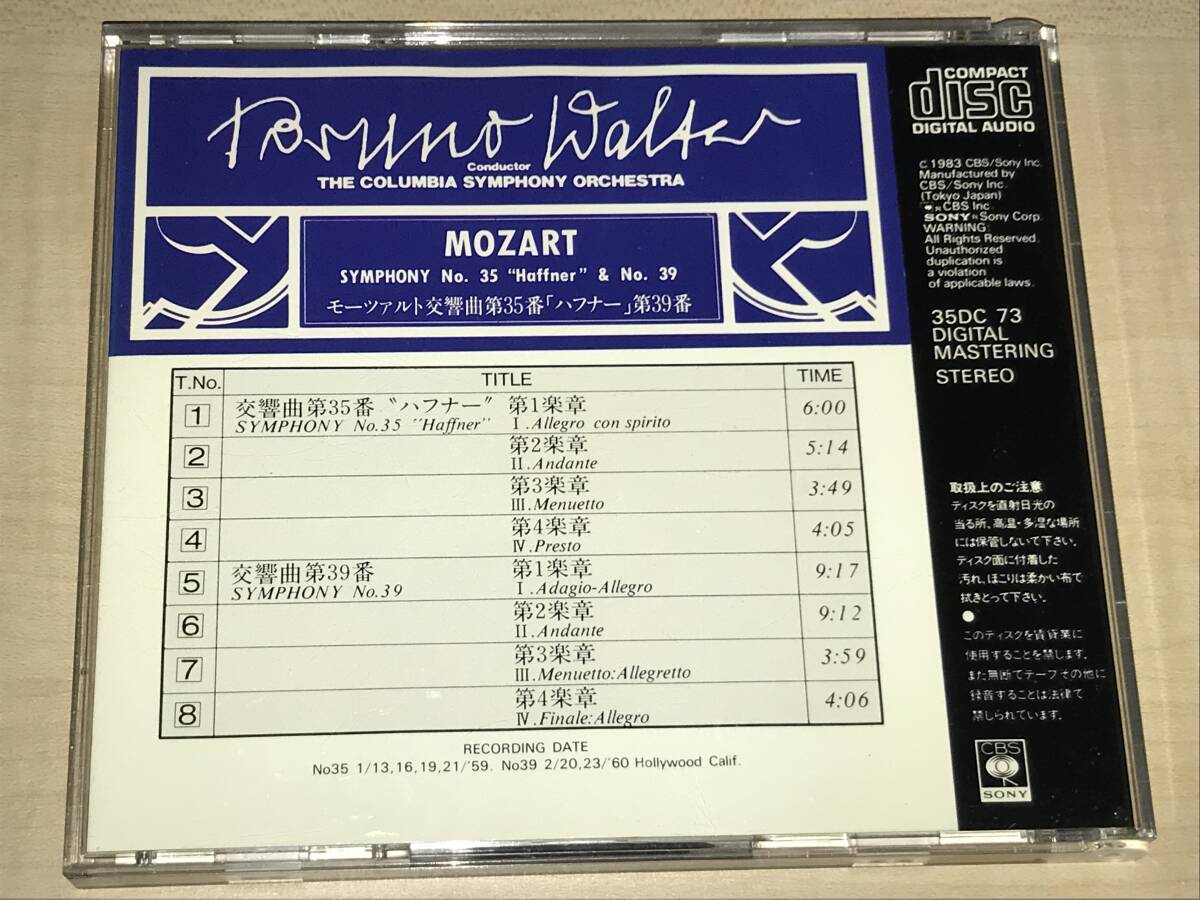 Bruno Walter
Conductor
THE COLUMBIA SYMPHONY ORCHESTRA
MOZART
SYMPHONY No. 35 "Haffner" & No. 39
モーツァルト交響曲第35番「ハフナー」第39番
T.No. TITLE TIME
1 交響曲第35番 〝ハフナー〟 第1楽章 6:00
SYMPHONY No.35 "Haffner" I.Allegro con spirito
2 第2楽章 5:14
II.Andante
3 第3楽章 3:49
III.Menuetto
4 第4楽章 4:05
IV.Presto
5 交響曲第39番 第1楽章 9:17
SYMPHONY No.39 I.Adagio-Allegro
6 第2楽章 9:12
II.Andante
7 第3楽章 3:59
III.Menuetto:Allegretto
8 第4楽章 4:06
IV.Finale:Allegro
RECORDING DATE
No35 1/13,16,19,21/'59. No39 2/20,23/'60 Hollywood Calif.
COMPACT
disc
DIGITAL AUDIO
C 1983 CBS/Sony Inc.
Manufactured by
CBS/Sony Inc.
(Tokyo Japan)
CBS Inc.
SONY Sony Corp.
WARNING:
All Rights Reserved.
Unauthorized
duplication is
a violation
of applicable laws.
35DC 73
DIGITAL
MASTERING
STEREO
取扱上のご注意
ディスクを直射日光の
当る所、高温・多湿な場所
には保管しないで下さい。
ディスク面に付着した
汚れ、ほこりは柔かい布で
拭きとって下さい。
●
このディスクを賃貸業に
使用することを禁します。
また無断でテープその他に
録音することは法律で
禁じられています。
CBS
SONY